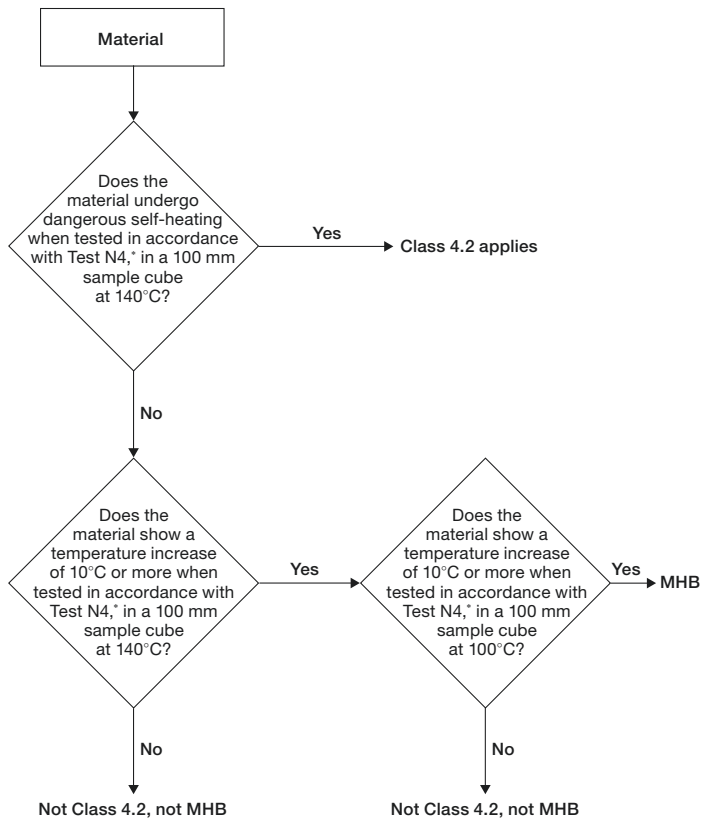 Material
Does the
material undergo
dangerous self-heating
when tested in accordance
with Test N4,* in a 100 mm
sample cube
at 140°C?
Yes
Class 4.2 applies
No
Does the
material show a
temperature increase
of 10°C or more when
tested in accordance with
Test N4,* in a 100 mm
sample cube
at 140°C?
Yes
Does the
material show a
temperature increase
of 10°C or more when
tested in accordance with
Test N4,* in a 100 mm
sample cube
at 100°C?
Yes
MHB
No
No
Not Class 4.2, not MHB
Not Class 4.2, not MHB